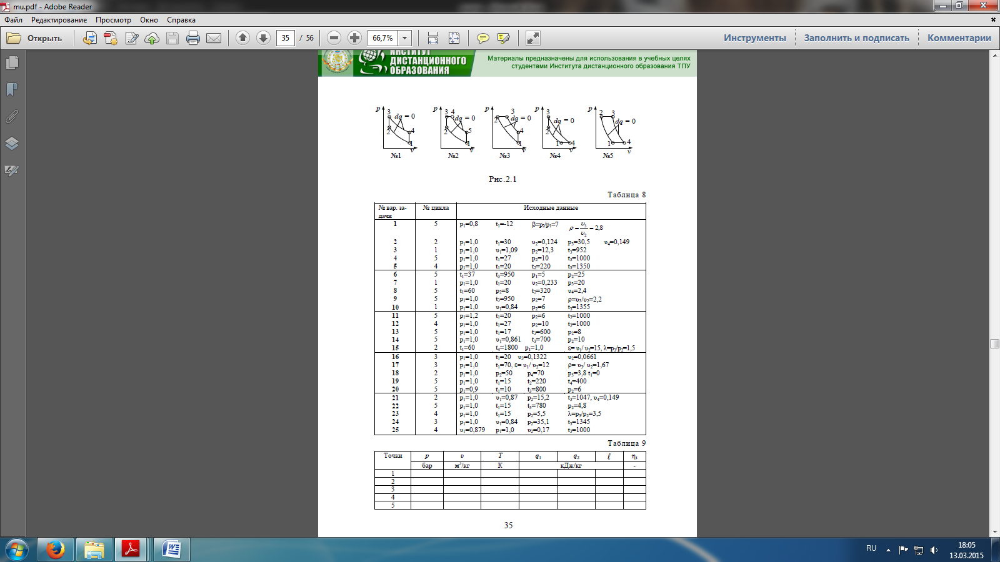 mu.pdf - Adobe Reader
Файл Редактирование Просмотр Окно Справка
Открыть 35 / 56 66,7% Инструменты Заполнить и подписать Комментарии
ИНСТИТУТ
ДИСТАНЦИОННОГО
ОБРАЗОВАНИЯ
Материалы предназначены для использования в учебных целях
студентами Института дистанционного образования ТПУ
p 3 dq = 0 2 4 1 v №1
p 3 4 dq = 0 2 5 1 v №2
p 2 3 dq = 0 4 1 v №3
p 3 dq = 0 2 1 4 v №4
p 2 3 dq = 0 1 4 v №5
Рис.2.1
Таблица 8
№ вар. за-
дачи № цикла Исходные данные
1 5 p₁=0,8 t₁=-12 β=p₂/p₁=7 ρ = υ₃/υ₂ = 2,8
2 2 p₁=1,0 t₁=30 υ₂=0,124 p₃=30,5 υ₄=0,149
3 1 p₁=1,0 υ₁=1,09 p₂=12,3 t₃=952
4 5 p₁=1,0 t₁=27 p₂=10 t₃=1000
5 4 p₁=1,0 t₁=20 t₂=220 t₃=1350
6 5 t₁=37 t₃=950 p₁=5 p₂=25
7 1 p₁=1,0 t₁=20 υ₂=0,233 p₃=20
8 5 t₁=60 p₂=8 t₂=320 υ₄=2,4
9 5 p₁=1,0 t₃=950 p₂=7 ρ=υ₃/υ₂=2,2
10 1 p₁=1,0 υ₁=0,84 p₂=6 t₃=1355
11 5 p₁=1,2 t₁=20 p₂=6 t₃=1000
12 4 p₁=1,0 t₁=27 p₂=10 t₃=1000
13 5 p₁=1,0 t₁=17 t₃=600 p₂=8
14 5 p₁=1,0 υ₁=0,861 t₃=700 p₂=10
15 2 t₁=60 t₄=1800 p₁=1,0 ε= υ₁/ υ₂=15, λ=p₃/p₂=1,5
16 3 p₁=1,0 t₁=20 υ₃=0,1322 υ₂=0,0661
17 3 p₁=1,0 t₁=70, ε= υ₁/ υ₂=12 ρ= υ₃/ υ₂=1,67
18 2 p₁=1,0 p₂=50 p₄=70 p₅=3,8 t₁=0
19 5 p₁=1,0 t₁=15 t₂=220 t₄=400
20 5 p₁=0,9 t₁=10 t₃=800 p₂=6
21 2 p₁=1,0 υ₁=0,87 p₂=15,2 t₃=1047, υ₄=0,149
22 5 p₁=1,0 t₁=15 t₃=780 p₂=4,8
23 4 p₁=1,0 t₁=15 p₂=5,5 λ=p₃/p₂=3,5
24 3 p₁=1,0 υ₁=0,84 p₂=35,1 t₃=1345
25 4 υ₁=0,879 p₁=1,0 υ₂=0,17 t₃=1000
Таблица 9
Точки p υ T q₁ q₂ ℓ ηₜ
бар м³/кг К кДж/кг -
1
2
3
4
5
35
RU 18:05
13.03.2015